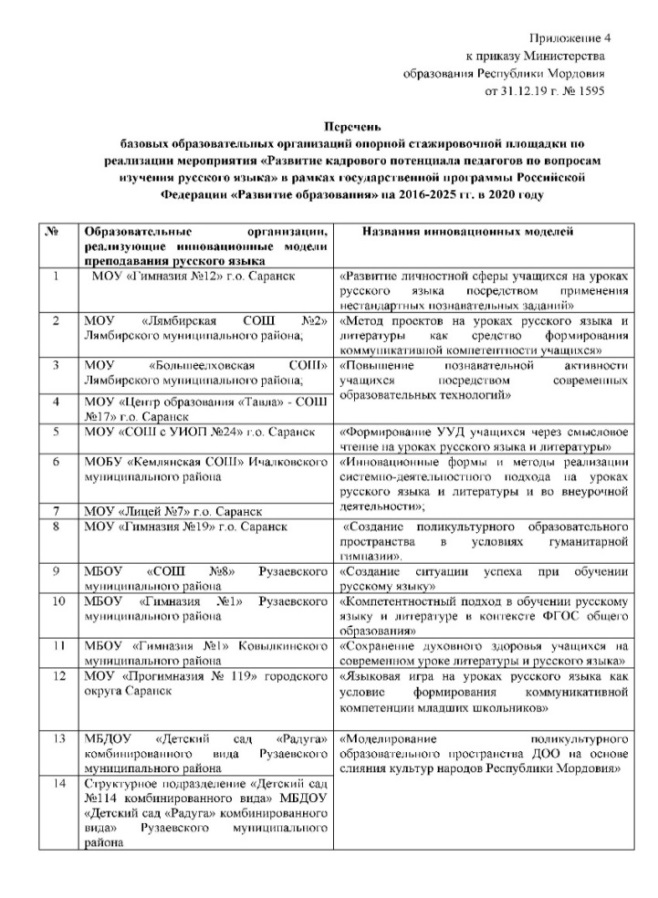 Приложение 4
к приказу Министерства
образования Республики Мордовия
от 31.12.19 г. № 1595
Перечень
базовых образовательных организаций опорной стажировочной площадки по
реализации мероприятия «Развитие кадрового потенциала педагогов по вопросам
изучения русского языка» в рамках государственной программы Российской
Федерации «Развитие образования» на 2016-2025 гг. в 2020 году
№
Образовательные организации,
реализующие инновационные модели
преподавания русского языка
Названия инновационных моделей
1
МОУ «Гимназия №12» г.о. Саранск
«Развитие личностной сферы учащихся на уроках
русского языка посредством применения
нестандартных познавательных заданий»
2
МОУ «Лямбирская СОШ №2»
Лямбирского муниципального района;
«Метод проектов на уроках русского языка и
литературы как средство формирования
коммуникативной компетентности учащихся»
3
МОУ «Большеелховская СОШ»
Лямбирского муниципального района;
«Повышение познавательной активности
учащихся посредством современных
образовательных технологий»
4
МОУ «Центр образования «Тавла» - СОШ
№17» г.о. Саранск
5
МОУ «СОШ с УИОП №24» г.о. Саранск
«Формирование УУД учащихся через смысловое
чтение на уроках русского языка и литературы»
6
МОБУ «Кемлянская СОШ» Ичалковского
муниципального района
«Инновационные формы и методы реализации
системно-деятельностного подхода на уроках
русского языка и литературы и во внеурочной
деятельности»;
7
МОУ «Лицей №7» г.о. Саранск
8
МОУ «Гимназия №19» г.о. Саранск
«Создание поликультурного образовательного
пространства в условиях гуманитарной
гимназии».
9
МБОУ «СОШ №8» Рузаевского
муниципального района
«Создание ситуации успеха при обучении
русскому языку»
10
МБОУ «Гимназия №1» Рузаевского
муниципального района
«Компетентностный подход в обучении русскому
языку и литературе в контексте ФГОС общего
образования»
11
МБОУ «Гимназия №1» Ковылкинского
муниципального района
«Сохранение духовного здоровья учащихся на
современном уроке литературы и русского языка»
12
МОУ «Прогимназия № 119» городского
округа Саранск
«Языковая игра на уроках русского языка как
условие формирования коммуникативной
компетенции младших школьников»
13
МБДОУ «Детский сад «Радуга»
комбинированного вида Рузаевского
муниципального района
«Моделирование поликультурного
образовательного пространства ДОО на основе
слияния культур народов Республики Мордовия»
14
Структурное подразделение «Детский сад
№114 комбинированного вида» МБДОУ
«Детский сад «Радуга» комбинированного
вида» Рузаевского муниципального
района